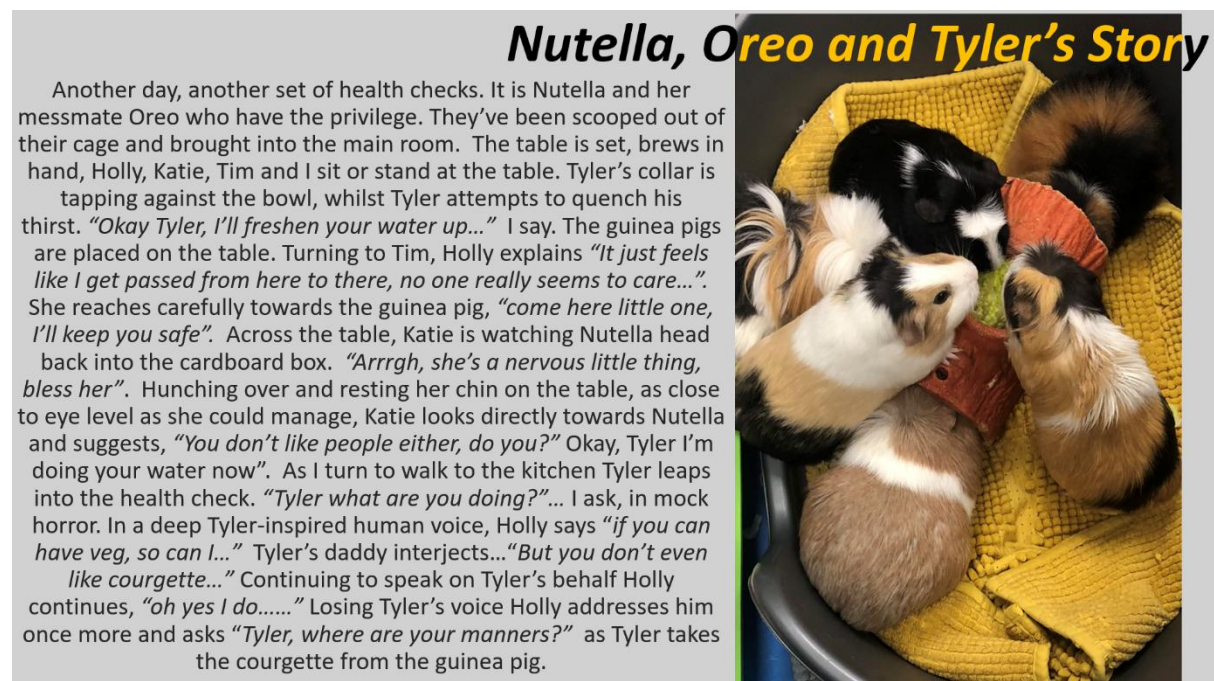 Nutella, Oreo and Tyler’s Story
Another day, another set of health checks. It is Nutella and her
messmate Oreo who have the privilege. They’ve been scooped out of
their cage and brought into the main room.  The table is set, brews in
hand, Holly, Katie, Tim and I sit or stand at the table. Tyler’s collar is
tapping against the bowl, whilst Tyler attempts to quench his
thirst. “Okay Tyler, I’ll freshen your water up…”  I say. The guinea pigs
are placed on the table. Turning to Tim, Holly explains “It just feels
like I get passed from here to there, no one really seems to care…”.
She reaches carefully towards the guinea pig, “come here little one,
I’ll keep you safe”.  Across the table, Katie is watching Nutella head
back into the cardboard box.  “Arrrgh, she’s a nervous little thing,
bless her”.  Hunching over and resting her chin on the table, as close
to eye level as she could manage, Katie looks directly towards Nutella
and suggests, “You don’t like people either, do you?” Okay, Tyler I’m
doing your water now”.  As I turn to walk to the kitchen Tyler leaps
into the health check. “Tyler what are you doing?”… I ask, in mock
horror. In a deep Tyler-inspired human voice, Holly says “if you can
have veg, so can I…”  Tyler’s daddy interjects…“But you don’t even
like courgette…” Continuing to speak on Tyler’s behalf Holly
continues, “oh yes I do……” Losing Tyler’s voice Holly addresses him
once more and asks “Tyler, where are your manners?”  as Tyler takes
the courgette from the guinea pig.